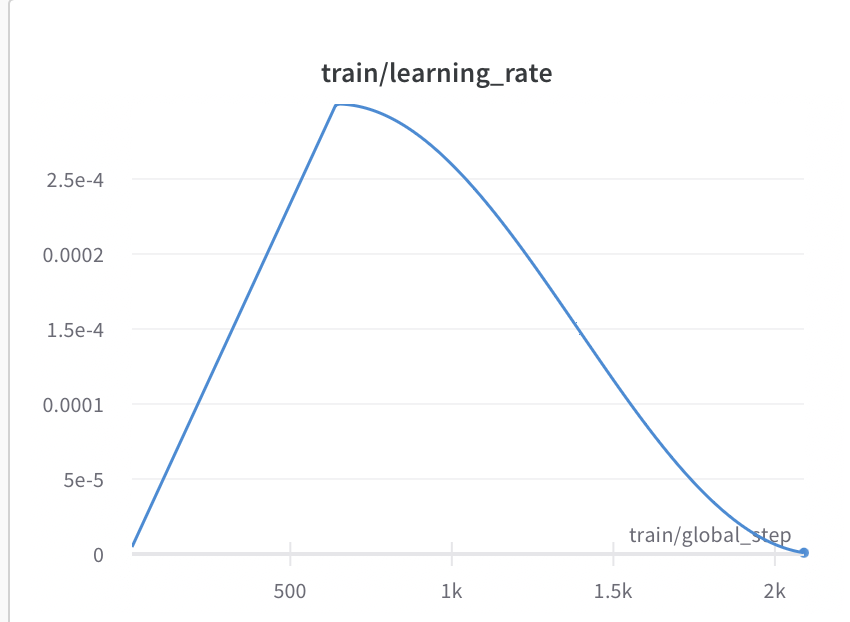 train/learning_rate
2.5e-4
0.0002
1.5e-4
0.0001
5e-5
0
train/global_step
500
1k
1.5k
2k